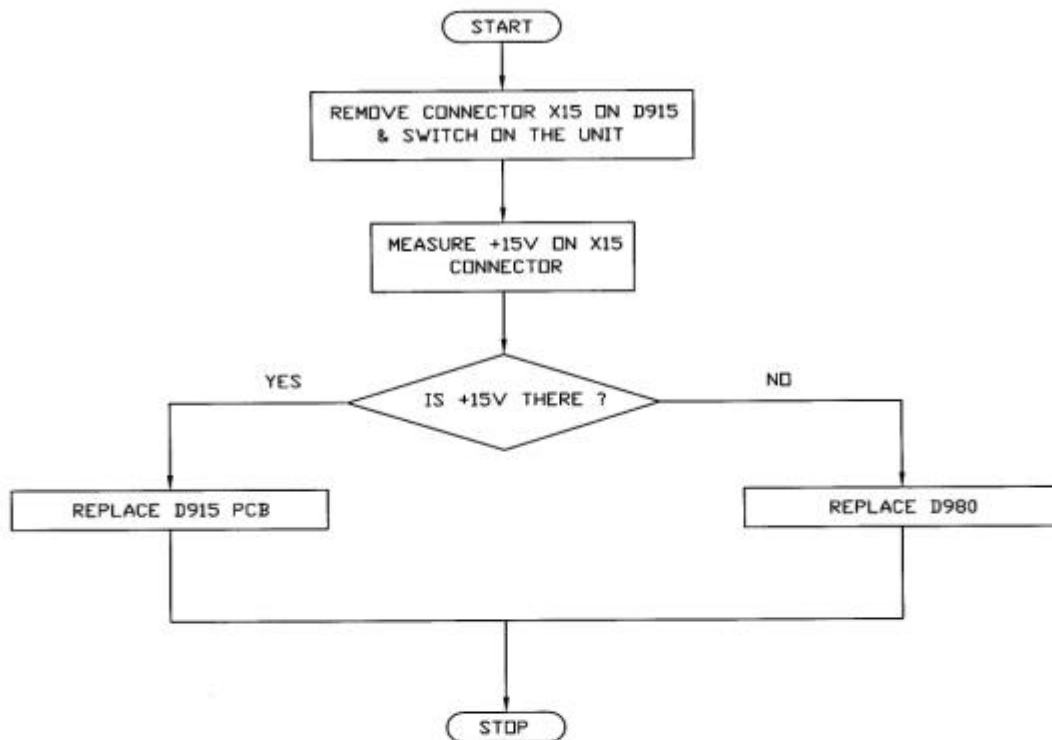 START
REMOVE CONNECTOR X15 ON D915
& SWITCH ON THE UNIT
MEASURE +15V ON X15
CONNECTOR
IS +15V THERE ?
YES
NO
REPLACE D915 PCB
REPLACE D980
STOP